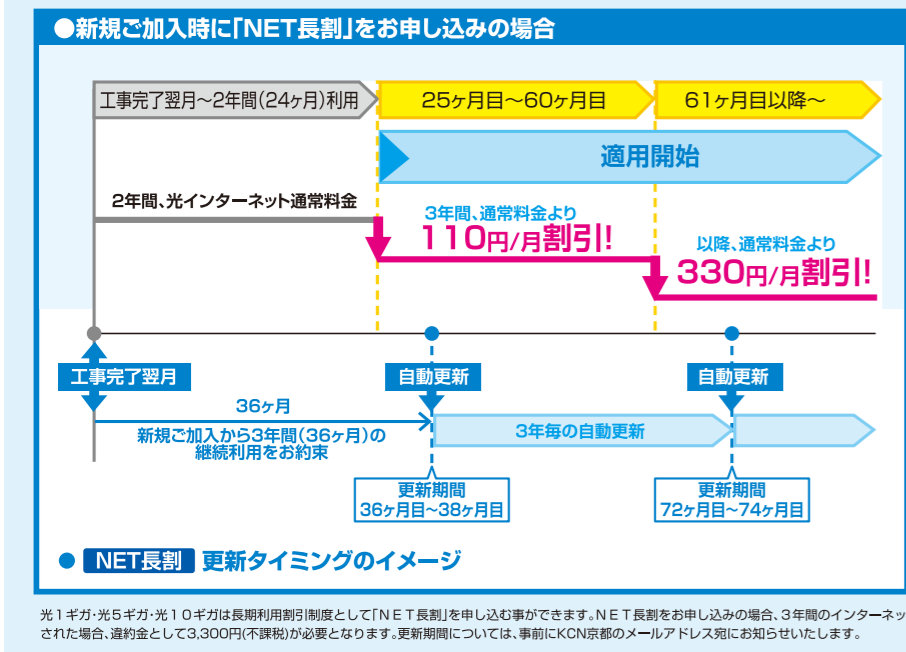 ●新規ご加入時に「NET長割」をお申し込みの場合
工事完了翌月～2年間(24ヶ月)利用
25ヶ月目～60ヶ月目
61ヶ月目以降～
適用開始
2年間、光インターネット通常料金
3年間、通常料金より
110円/月割引!
以降、通常料金より
330円/月割引!
工事完了翌月
自動更新
自動更新
36ヶ月
新規ご加入から3年間(36ヶ月)の
継続利用をお約束
3年毎の自動更新
更新期間
36ヶ月目～38ヶ月目
更新期間
72ヶ月目～74ヶ月目
● NET長割 更新タイミングのイメージ
光1ギガ・光5ギガ・光10ギガは長期利用割引制度として「NET長割」を申し込む事ができます。NET長割をお申し込みの場合、3年間のインターネッ
された場合、違約金として3,300円(不課税)が必要となります。更新期間については、事前にKCN京都のメールアドレス宛にお知らせいたします。